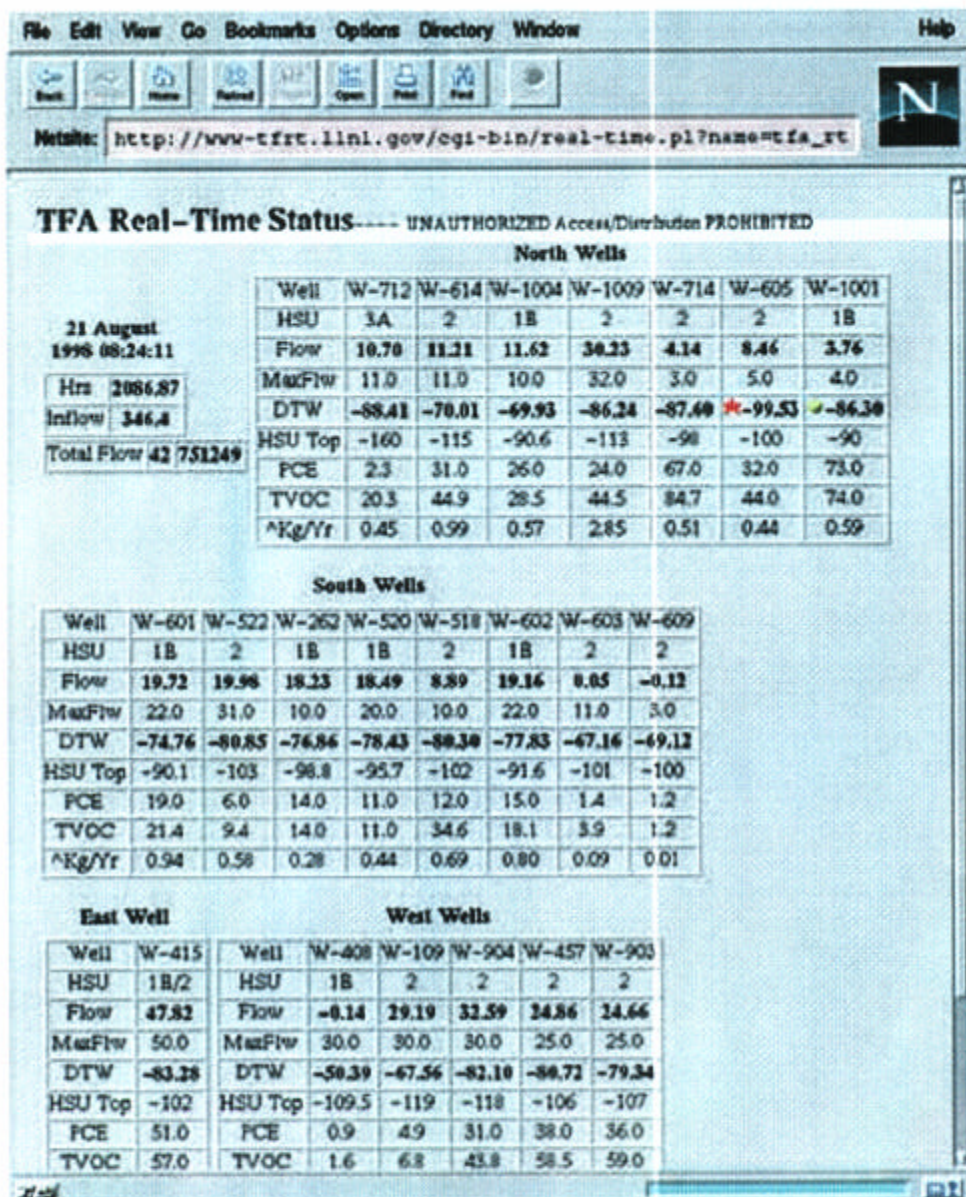 File Edit View Go Bookmarks Options Directory Window Help
Back Home Reload Open Print Find
N
Netsite: http://www-tfrt.llnl.gov/cgi-bin/real-time.pl?name=tfa_rt
TFA Real-Time Status---- UNAUTHORIZED Access/Distribution PROHIBITED
North Wells
21 August
1998 08:24:11
Hrs 2086.87
Inflow 346.4
Total Flow 42 751249
Well W-712 W-614 W-1004 W-1009 W-714 W-605 W-1001
HSU 3A 2 1B 2 2 2 1B
Flow 10.70 11.21 11.62 30.23 4.14 8.46 3.76
MaxFlw 11.0 11.0 10.0 32.0 3.0 5.0 4.0
DTW -88.41 -70.01 -69.93 -86.24 -87.60 -99.53 -86.30
HSU Top -160 -115 -90.6 -113 -98 -100 -90
PCE 2.3 31.0 26.0 24.0 67.0 32.0 73.0
TVOC 20.3 44.9 28.5 44.5 84.7 44.0 74.0
^Kg/Yr 0.45 0.99 0.57 2.85 0.51 0.44 0.59
South Wells
Well W-601 W-522 W-262 W-520 W-518 W-602 W-603 W-609
HSU 1B 2 1B 1B 2 1B 2 2
Flow 19.72 19.98 18.23 18.49 8.89 19.16 0.05 -0.12
MaxFlw 22.0 31.0 10.0 20.0 10.0 22.0 11.0 3.0
DTW -74.76 -80.85 -76.86 -78.43 -80.30 -77.83 -67.16 -69.12
HSU Top -90.1 -103 -98.8 -95.7 -102 -91.6 -101 -100
PCE 19.0 6.0 14.0 11.0 12.0 15.0 1.4 1.2
TVOC 21.4 9.4 14.0 11.0 34.6 18.1 3.9 1.2
^Kg/Yr 0.94 0.58 0.28 0.44 0.69 0.80 0.09 0.01
East Well
Well W-415
HSU 1B/2
Flow 47.82
MaxFlw 50.0
DTW -83.28
HSU Top -102
PCE 51.0
TVOC 57.0
West Wells
Well W-408 W-109 W-904 W-457 W-903
HSU 1B 2 2 2 2
Flow -0.14 29.19 32.59 24.86 24.66
MaxFlw 30.0 30.0 30.0 25.0 25.0
DTW -50.39 -67.56 -82.10 -80.72 -79.34
HSU Top -109.5 -119 -118 -106 -107
PCE 0.9 4.9 31.0 38.0 36.0
TVOC 1.6 6.8 43.8 58.5 59.0